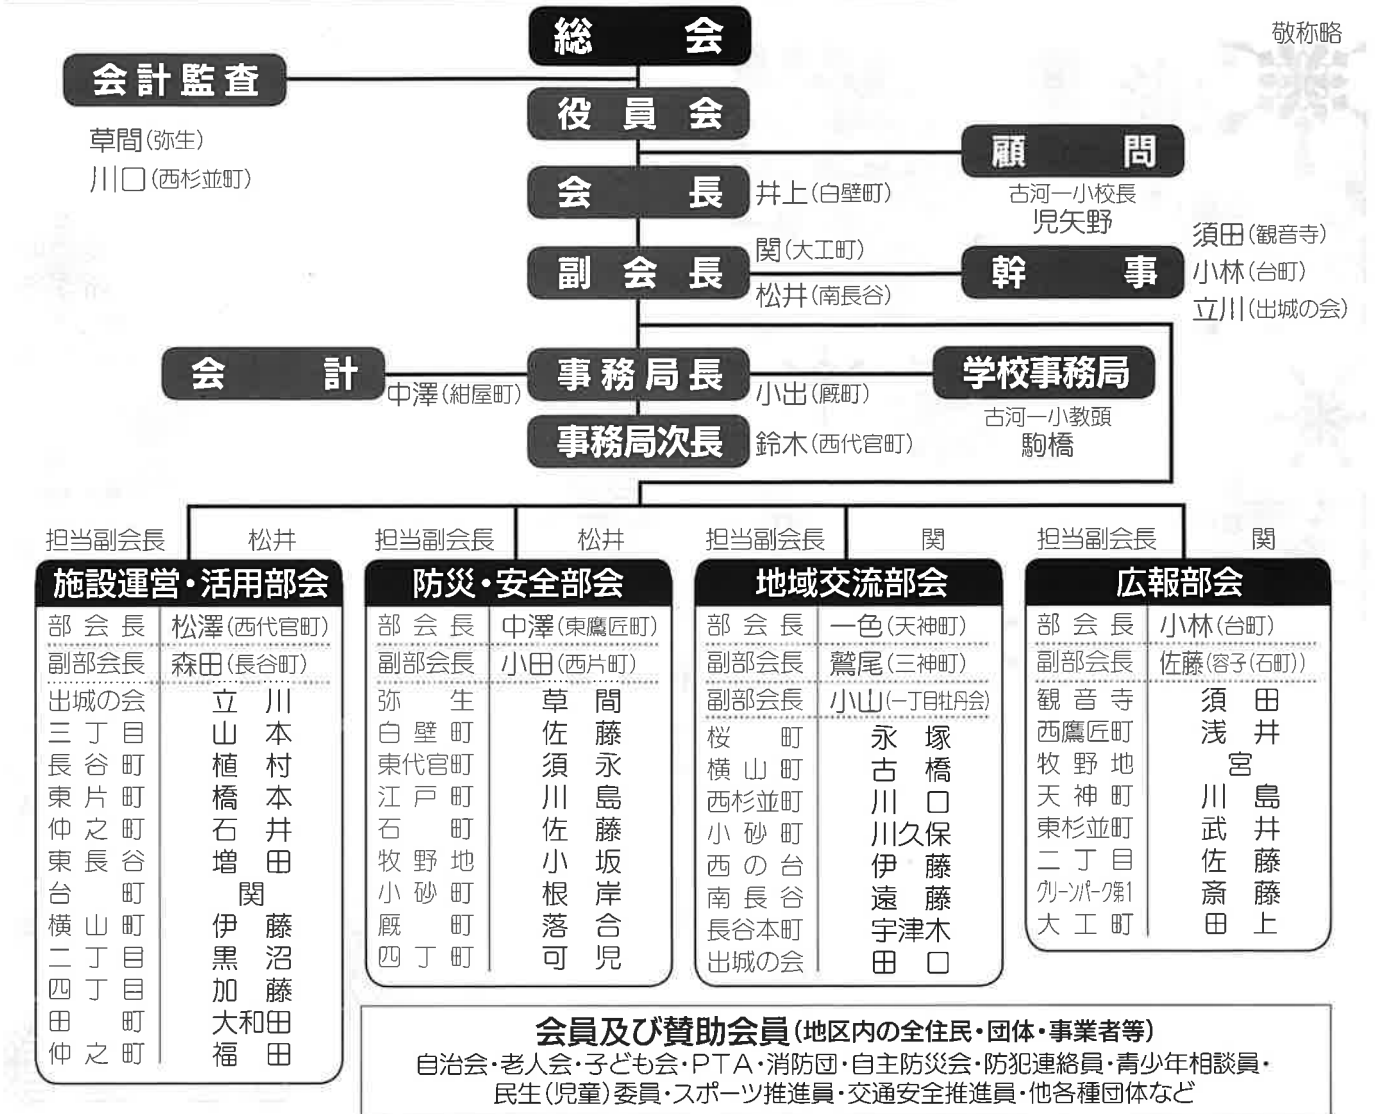 敬称略
総会
会計監査
草間(弥生)
川口(西杉並町)
役員会
顧問
古河一小校長
児矢野
会長 井上(白壁町)
副会長 関(大工町)
松井(南長谷)
幹事 須田(観音寺)
小林(台町)
立川(出城の会)
会計 中澤(紺屋町)
事務局長 小出(厩町)
学校事務局
古河一小教頭
駒橋
事務局次長 鈴木(西代官町)
担当副会長 松井
施設運営・活用部会
部会長 松澤(西代官町)
副部会長 森田(長谷町)
出城の会 立川
三丁目 山本
長谷町 植村
東片町 橋本
仲之町 石井
東長谷 増田
台町 関
横山町 伊藤
二丁目 黒沼
四丁目 加藤
田町 大和田
仲之町 福田
担当副会長 松井
防災・安全部会
部会長 中澤(東鷹匠町)
副部会長 小田(西片町)
弥生 草間
白壁町 佐藤
東代官町 須永
江戸町 川島
石町 佐藤
牧野地 小坂
小砂町 根岸
厩町 落合
四丁町 可児
担当副会長 関
地域交流部会
部会長 一色(天神町)
副部会長 鷲尾(三神町)
副部会長 小山(一丁目牡丹会)
桜町 永塚
横山町 古橋
西杉並町 川口
小砂町 川久保
西の台 伊藤
南長谷 遠藤
長谷本町 宇津木
出城の会 田口
担当副会長 関
広報部会
部会長 小林(台町)
副部会長 佐藤(容子(石町))
観音寺 須田
西鷹匠町 浅井
牧野地 宮
天神町 川島
東杉並町 武井
二丁目 佐藤
グリーンパーク第1 斎藤
大工町 田上
会員及び賛助会員(地区内の全住民・団体・事業者等)
自治会・老人会・子ども会・PTA・消防団・自主防災会・防犯連絡員・青少年相談員・
民生(児童)委員・スポーツ推進員・交通安全推進員・他各種団体など